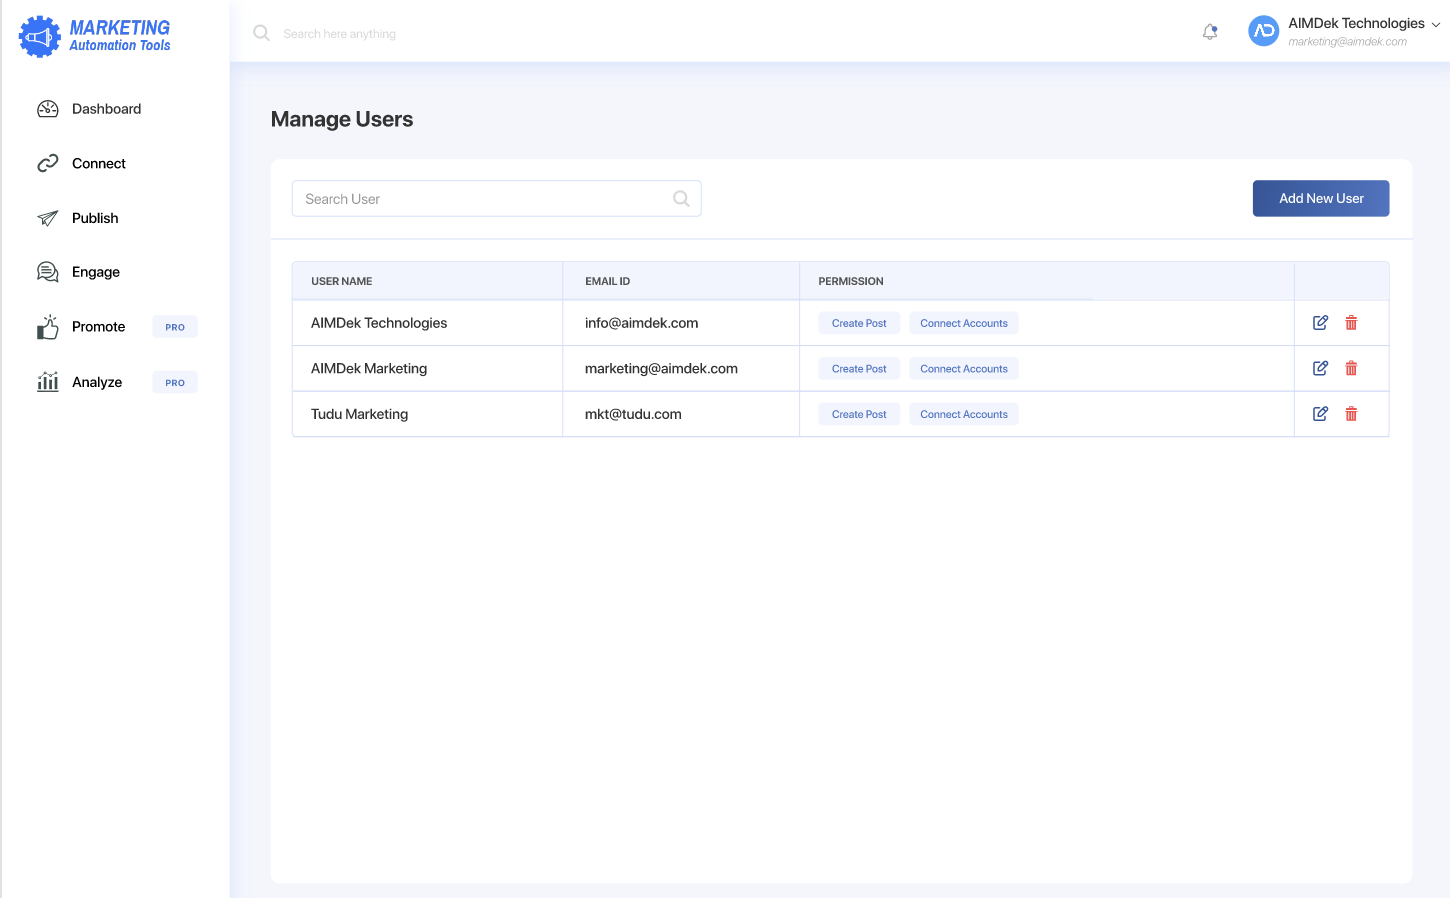 MARKETING
Automation Tools
Search here anything
AIMDek Technologies
marketing@aimdek.com
Dashboard
Connect
Publish
Engage
Promote PRO
Analyze PRO
Manage Users
Search User
Add New User
USER NAME EMAIL ID PERMISSION
AIMDek Technologies info@aimdek.com Create Post Connect Accounts
AIMDek Marketing marketing@aimdek.com Create Post Connect Accounts
Tudu Marketing mkt@tudu.com Create Post Connect Accounts